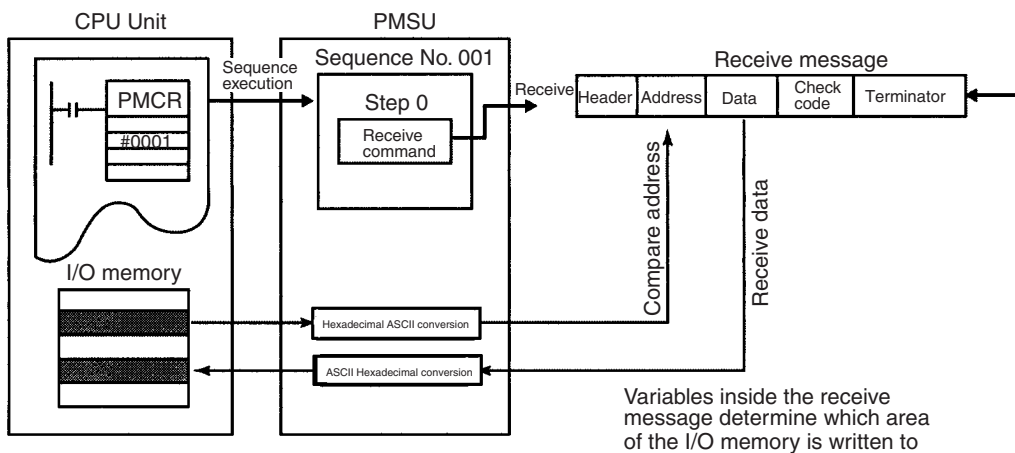 CPU Unit
PMSU
Sequence No. 001
Receive message
Sequence
execution
PMCR
#0001
Step 0
Receive
command
Receive
Header
Address
Data
Check
code
Terminator
Compare address
Receive data
I/O memory
Hexadecimal ASCII conversion
ASCII Hexadecimal conversion
Variables inside the receive
message determine which area
of the I/O memory is written to